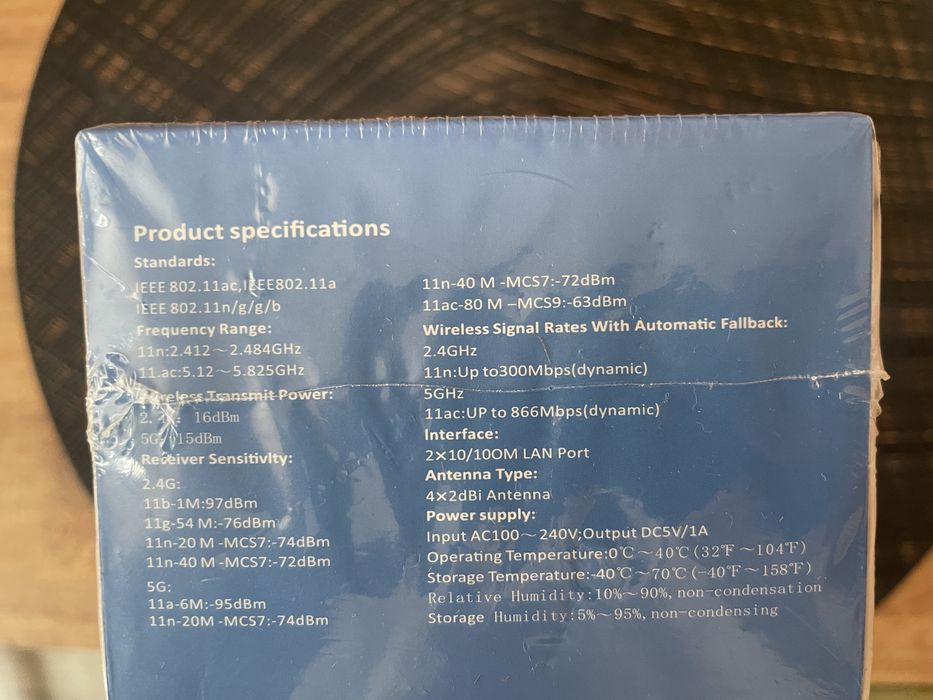 Product specifications
Standards:
IEEE 802.11ac,IEEE802.11a
IEEE 802.11n/g/g/b
Frequency Range:
11n:2.412～2.484GHz
11.ac:5.12～5.825GHz
Wireless Transmit Power:
2. : 16dBm
5G: 15dBm
Receiver Sensitivlty:
2.4G:
11b-1M:97dBm
11g-54 M:-76dBm
11n-20 M -MCS7:-74dBm
11n-40 M -MCS7:-72dBm
5G:
11a-6M:-95dBm
11n-20M -MCS7:-74dBm
11n-40 M -MCS7:-72dBm
11ac-80 M –MCS9:-63dBm
Wireless Signal Rates With Automatic Fallback:
2.4GHz
11n:Up to300Mbps(dynamic)
5GHz
11ac:UP to 866Mbps(dynamic)
Interface:
2×10/10OM LAN Port
Antenna Type:
4×2dBi Antenna
Power supply:
Input AC100～240V;Output DC5V/1A
Operating Temperature:0℃～40℃(32℉～104℉)
Storage Temperature:-40℃～70℃(-40℉～158℉)
Relative Humidity:10%～90%, non-condensation
Storage Humidity:5%～95%, non-condensing